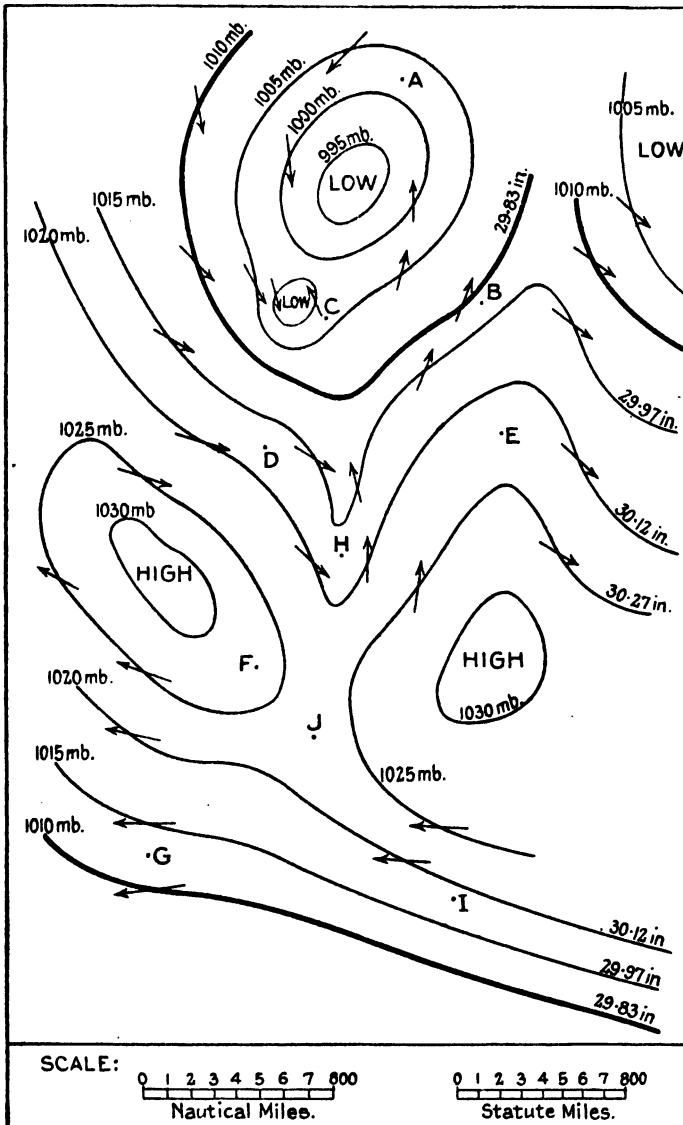 1010 mb.
1005 mb.
A
1000 mb.
1005 mb.
995 mb.
LOW
LOW
1015 mb.
1020 mb.
29·83 in.
1010 mb.
LOW
C
B
29·97 in.
1025 mb.
D
E
1030 mb
30·12 in.
H
HIGH
30·27 in.
F
HIGH
1020 mb.
1030 mb.
J
1015 mb.
1025 mb.
1010 mb.
G
I
30·12 in
29·97 in
29·83 in
SCALE:
0 1 2 3 4 5 6 7 800
Nautical Miles.
0 1 2 3 4 5 6 7 800
Statute Miles.